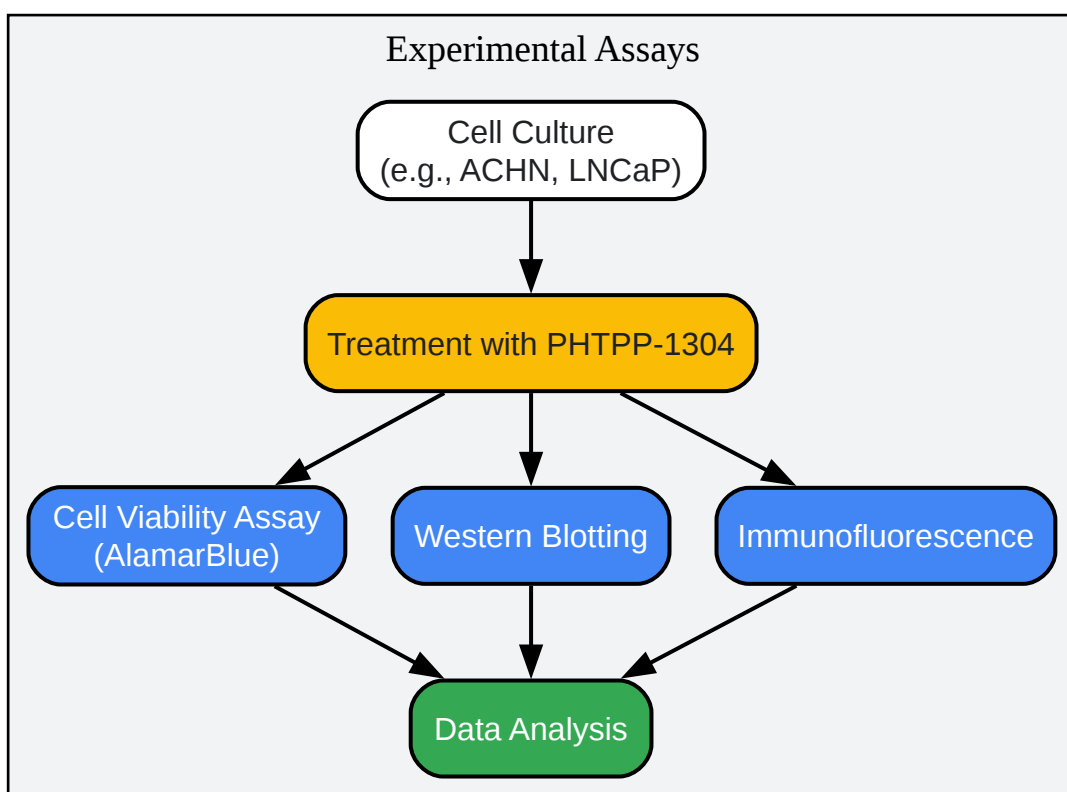 Experimental Assays
Cell Culture
(e.g., ACHN, LNCaP)
Treatment with PHTPP-1304
Cell Viability Assay
(AlamarBlue)
Western Blotting
Immunofluorescence
Data Analysis